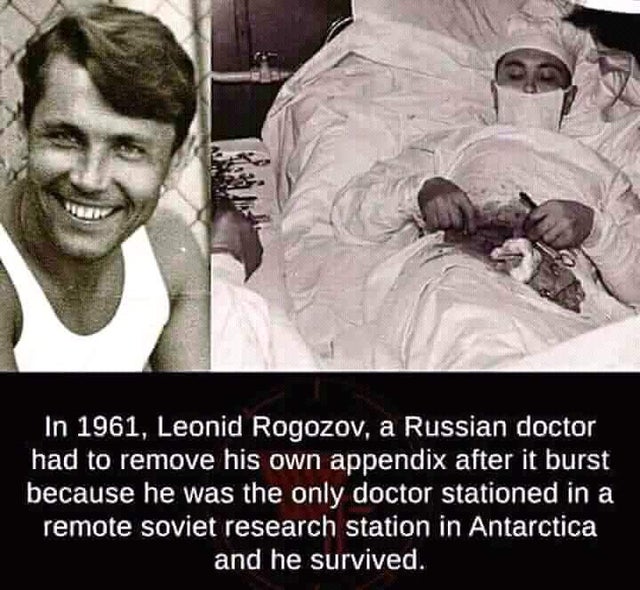 In 1961, Leonid Rogozov, a Russian doctor
had to remove his own appendix after it burst
because he was the only doctor stationed in a
remote soviet research station in Antarctica
and he survived.